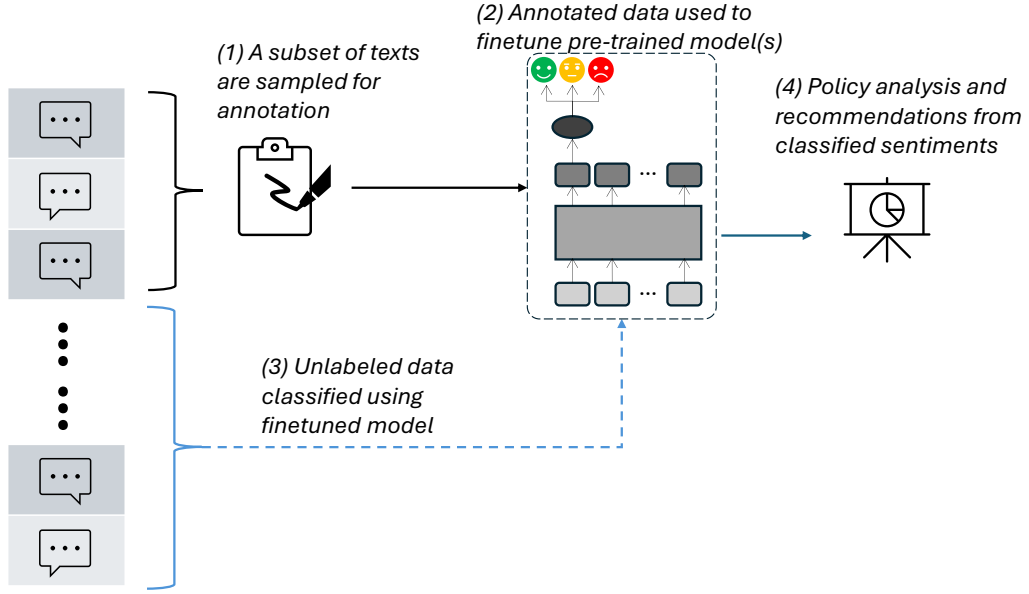 (1) A subset of texts
are sampled for
annotation
(2) Annotated data used to
finetune pre-trained model(s)
(3) Unlabeled data
classified using
finetuned model
(4) Policy analysis and
recommendations from
classified sentiments